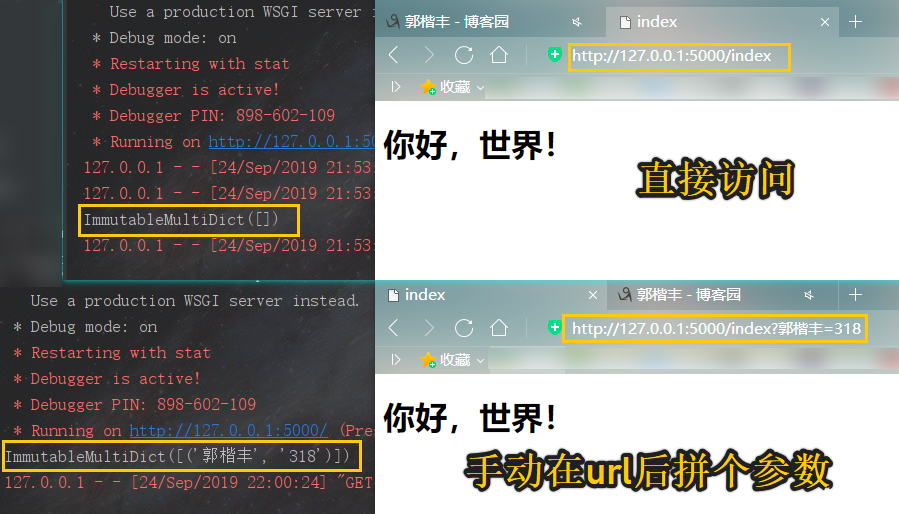 Use a production WSGI server i
* Debug mode: on
* Restarting with stat
* Debugger is active!
* Debugger PIN: 898-602-109
* Running on http://127.0.0.1:50
127.0.0.1 - - [24/Sep/2019 21:53:
127.0.0.1 - - [24/Sep/2019 21:53:
ImmutableMultiDict([])
127.0.0.1 - - [24/Sep/2019 21:53:
郭楷丰 - 博客园
index
http://127.0.0.1:5000/index
收藏
你好，世界！
直接访问
Use a production WSGI server instead.
* Debug mode: on
* Restarting with stat
* Debugger is active!
* Debugger PIN: 898-602-109
* Running on http://127.0.0.1:5000/ (Pres
ImmutableMultiDict([('郭楷丰', '318')])
127.0.0.1 - - [24/Sep/2019 22:00:24] "GET
index
郭楷丰 - 博客园
http://127.0.0.1:5000/index?郭楷丰=318
收藏
你好，世界！
手动在url后拼个参数